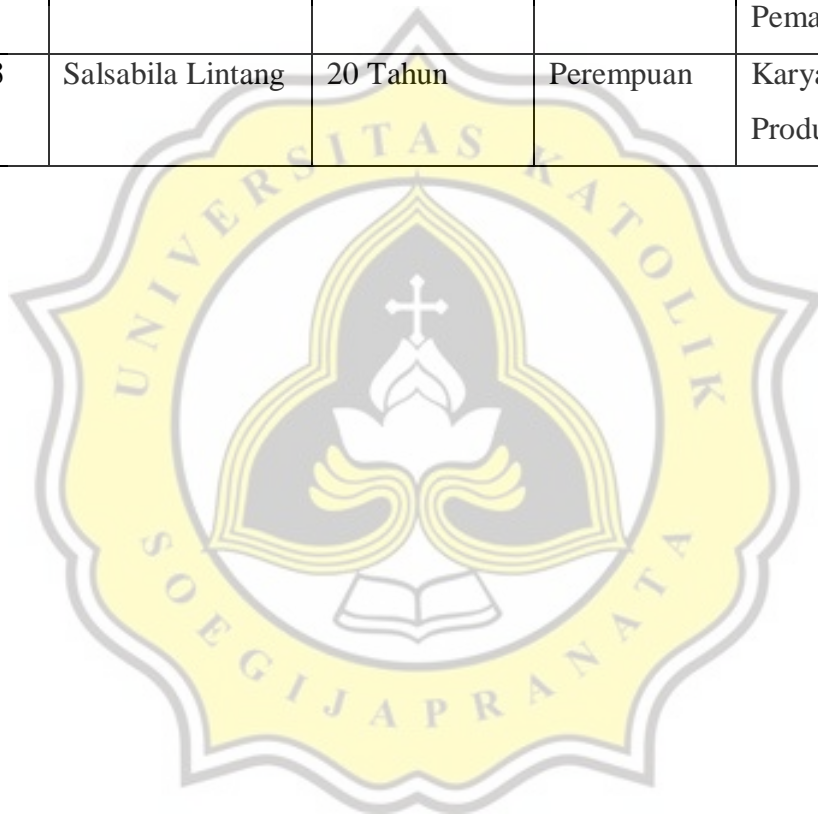 Pema
3 Salsabila Lintang 20 Tahun Perempuan Karya
Produ
UNIVERSITAS KATOLIK
SOEGIJAPRANATA